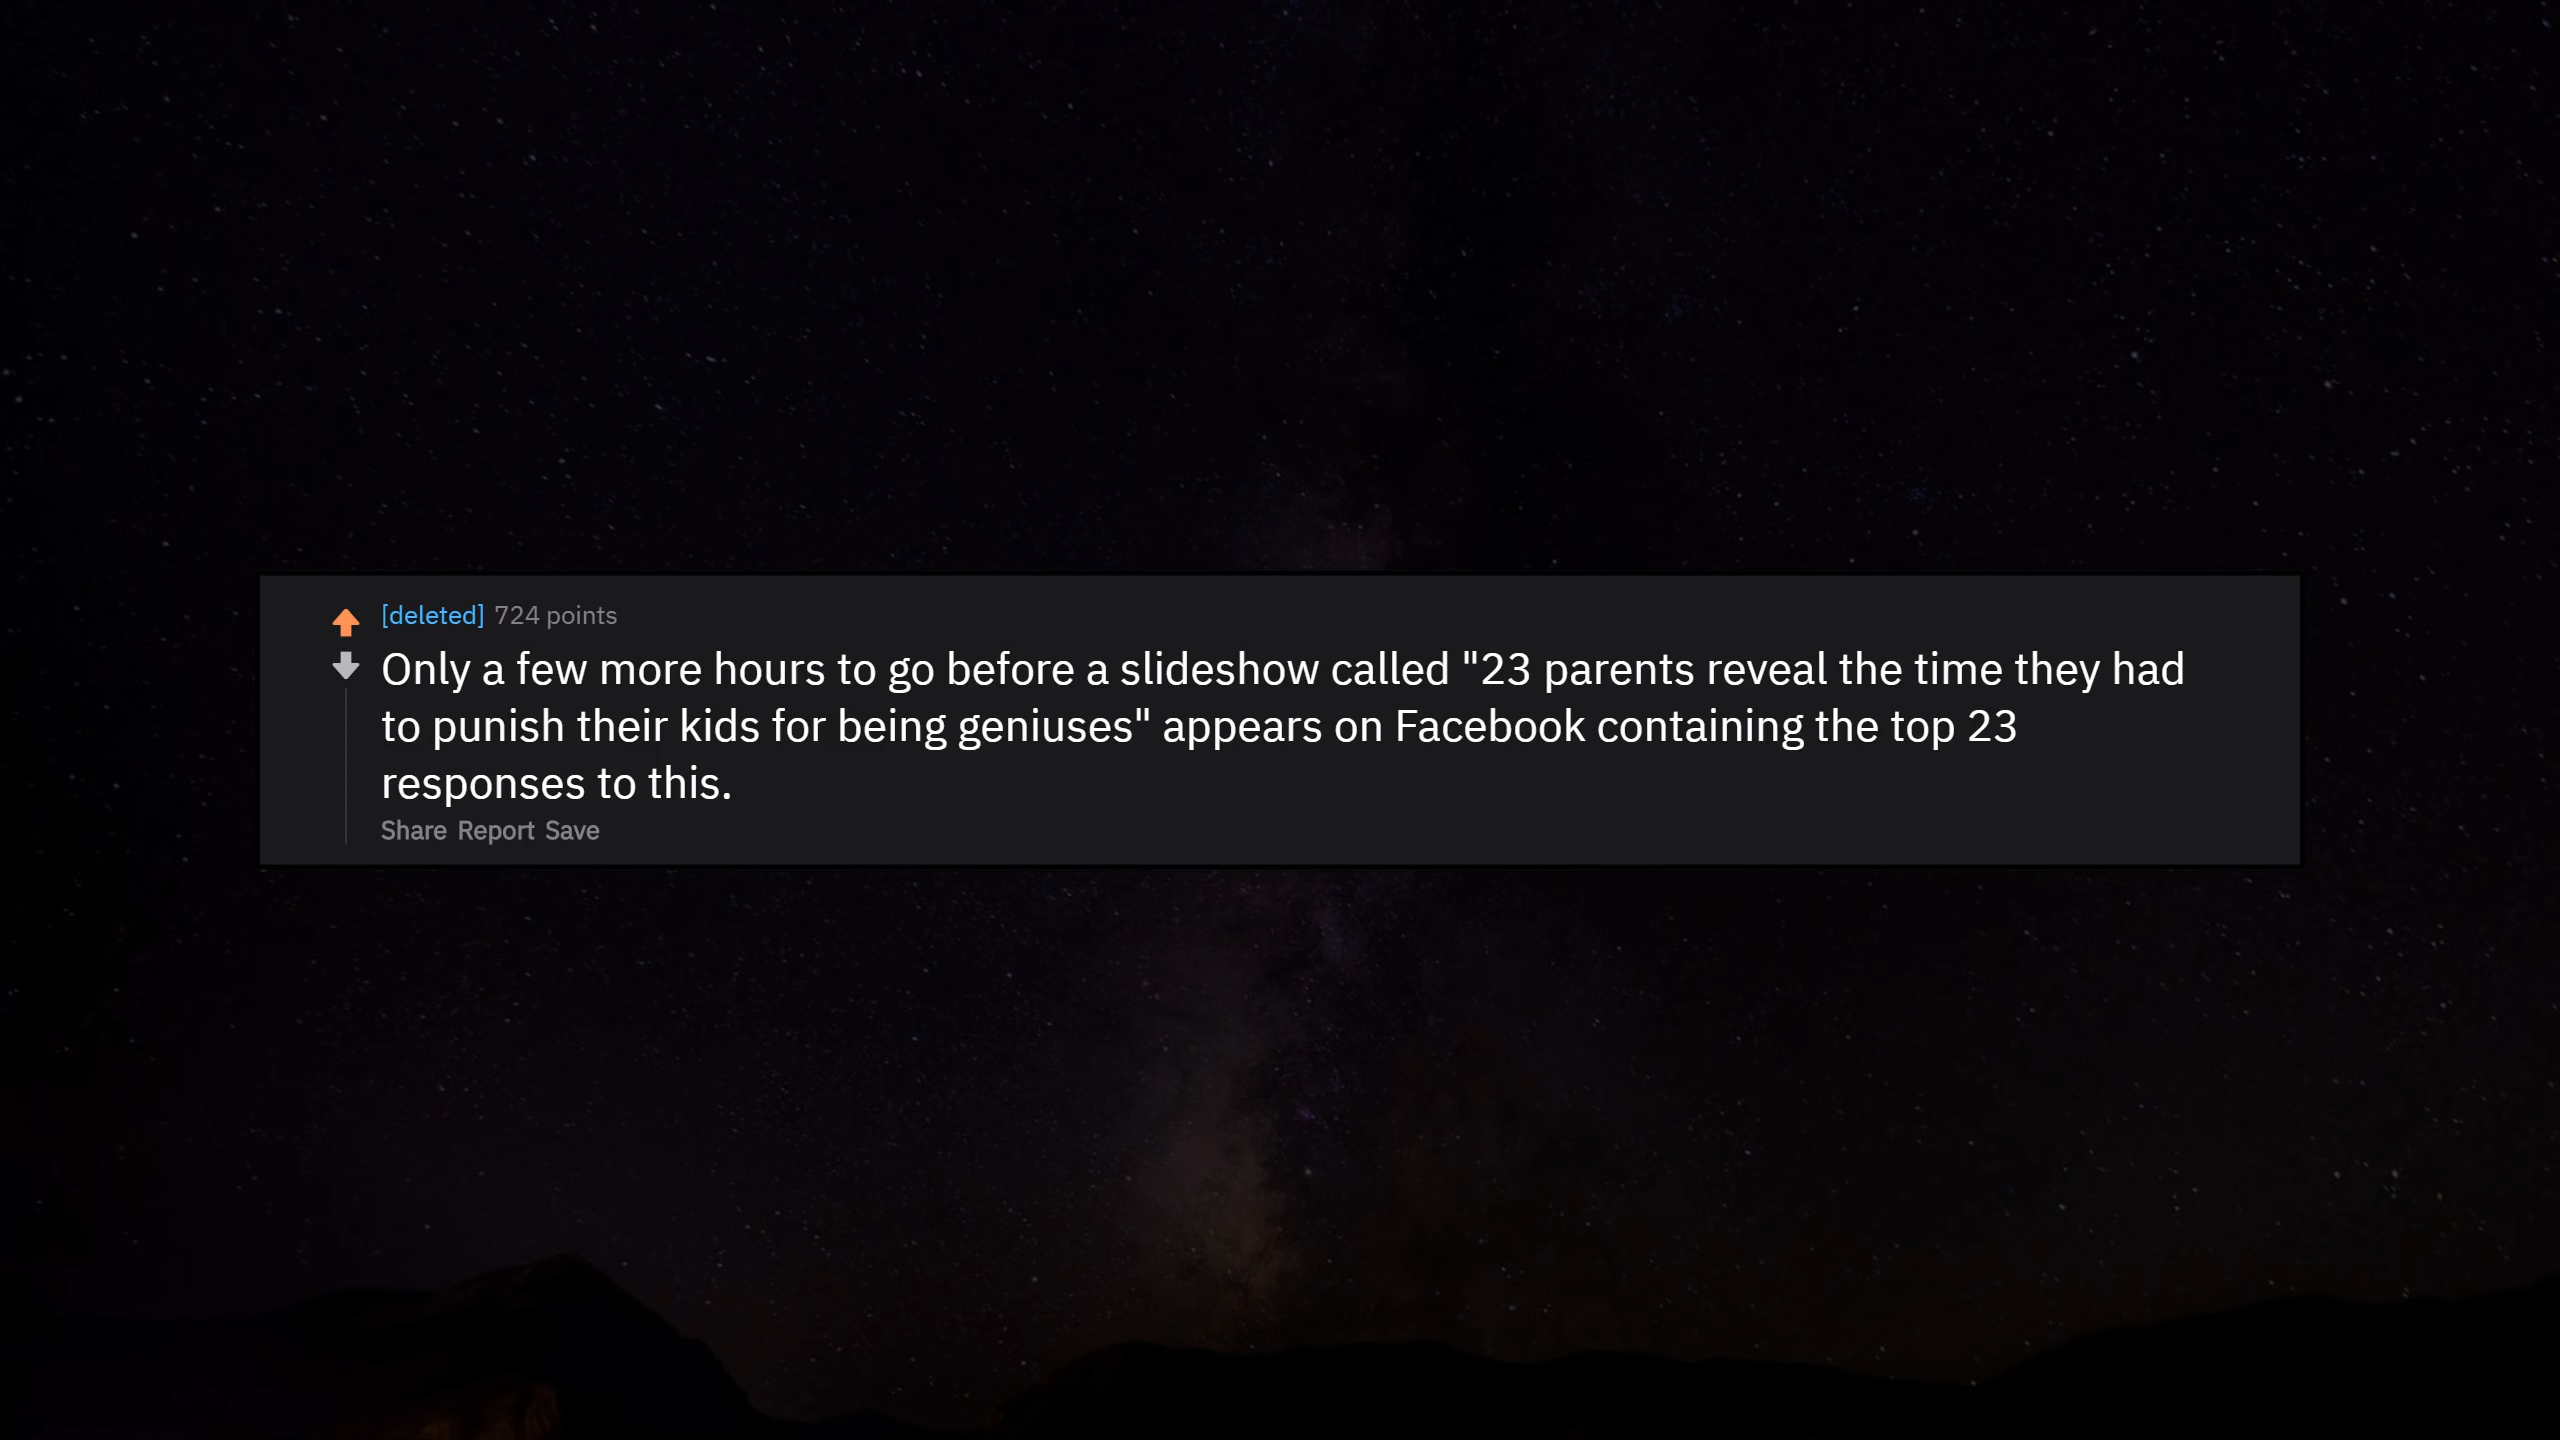 [deleted] 724 points
Only a few more hours to go before a slideshow called "23 parents reveal the time they had
to punish their kids for being geniuses" appears on Facebook containing the top 23
responses to this.
Share Report Save